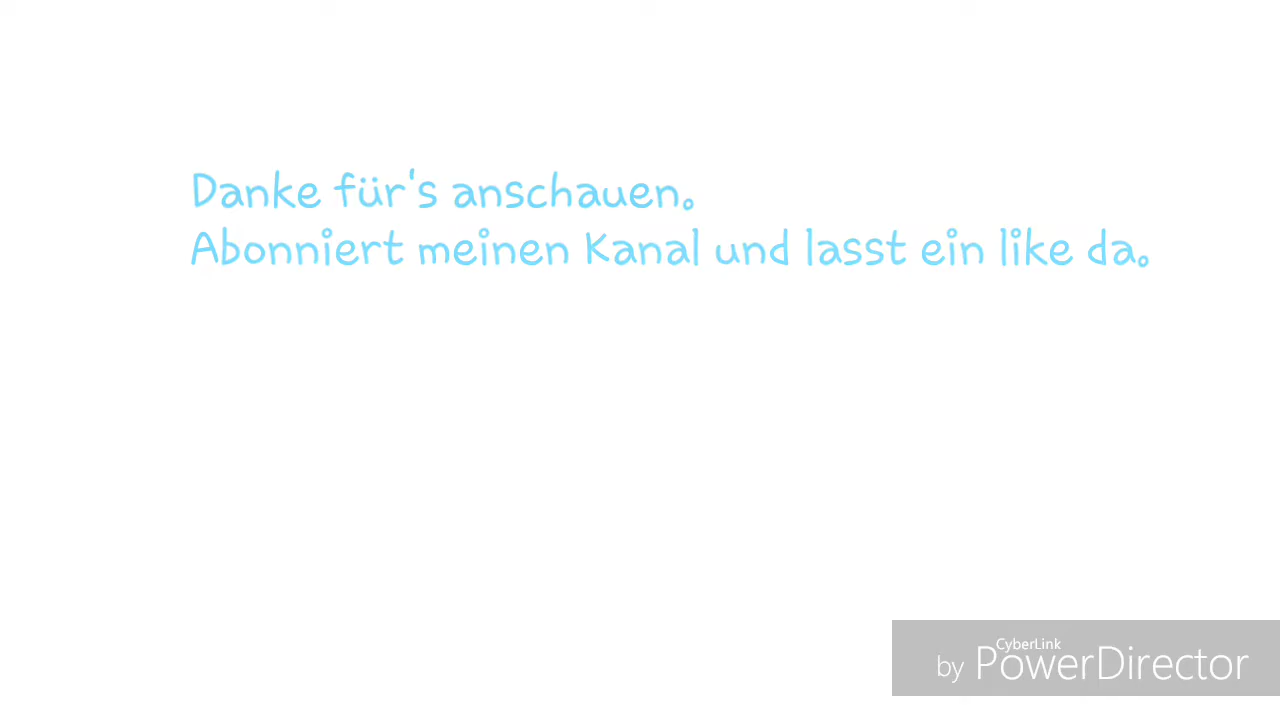 Danke für's anschauen.
Abonniert meinen Kanal und lasst ein like da.
CyberLink
by PowerDirector